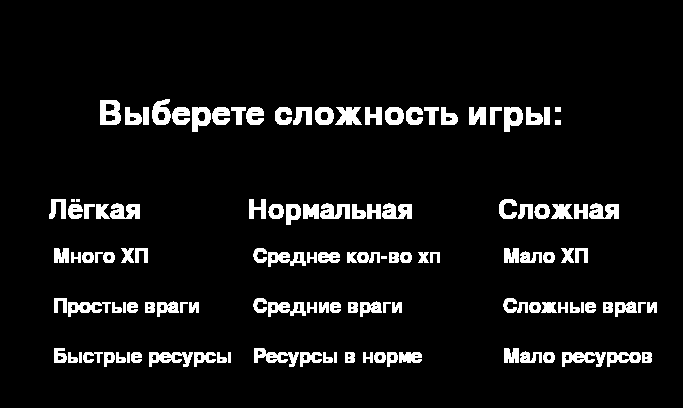 Выберете сложность игры:
Лёгкая Нормальная Сложная
Много ХП Среднее кол-во хп Мало ХП
Простые враги Средние враги Сложные враги
Быстрые ресурсы Ресурсы в норме Мало ресурсов